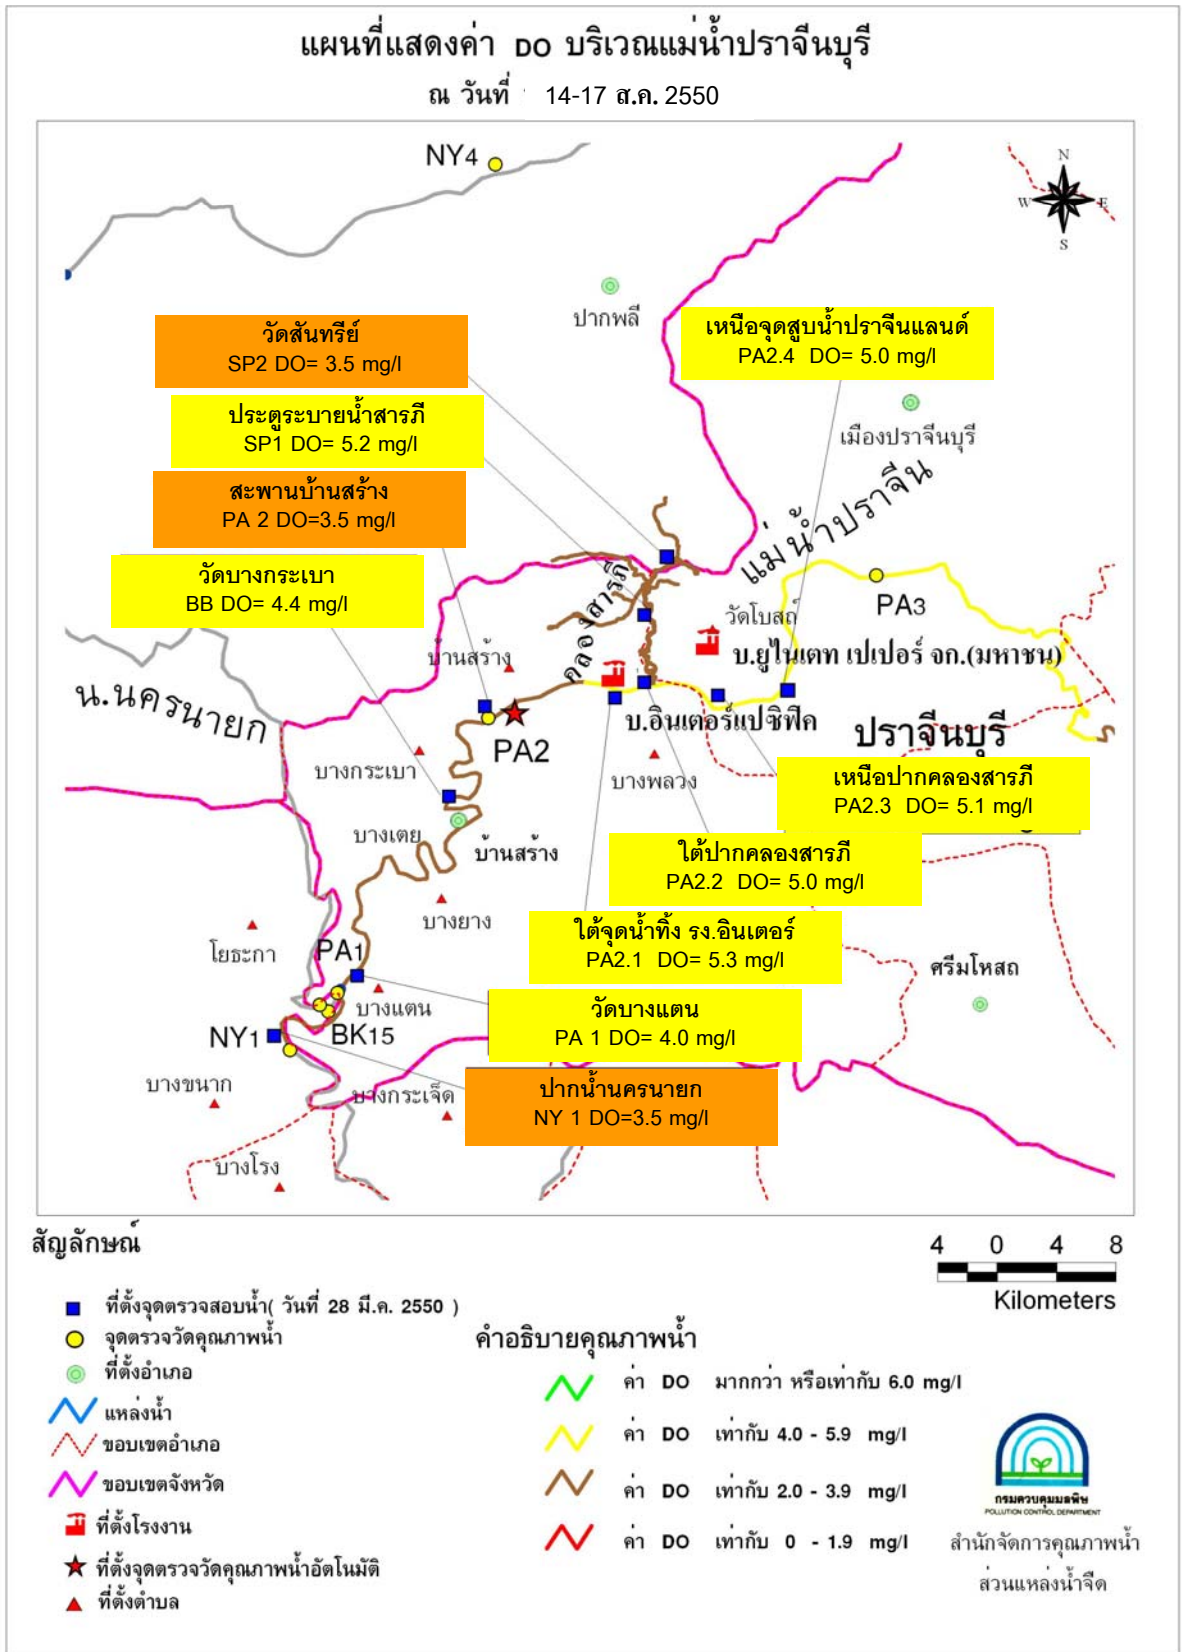 แผนที่แสดงค่า DO บริเวณแม่น้ำปราจีนบุรี
ณ วันที่ 14-17 ส.ค. 2550
NY4
N
W
E
S
ปากพลี
วัดสันทรีย์
SP2 DO= 3.5 mg/l
เหนือจุดสูบน้ำปราจีนแลนด์
PA2.4 DO= 5.0 mg/l
ประตูระบายน้ำสารภี
SP1 DO= 5.2 mg/l
เมืองปราจีนบุรี
สะพานบ้านสร้าง
PA 2 DO=3.5 mg/l
แม่น้ำปราจีน
วัดบางกระเบา
BB DO= 4.4 mg/l
คลองสารภี
PA3
วัดโบสถ์
บ.ยูไนเตท เปเปอร์ จก.(มหาชน)
บ้านสร้าง
น.นครนายก
บ.อินเตอร์แปซิฟิค
ปราจีนบุรี
PA2
บางกระเบา
บางพลวง
เหนือปากคลองสารภี
PA2.3 DO= 5.1 mg/l
บางเตย
บ้านสร้าง
ใต้ปากคลองสารภี
PA2.2 DO= 5.0 mg/l
บางยาง
ใต้จุดน้ำทิ้ง รง.อินเตอร์
PA2.1 DO= 5.3 mg/l
โยธะกา
PA1
ศรีมโหสถ
บางแตน
วัดบางแตน
PA 1 DO= 4.0 mg/l
NY1
BK15
บางขนาก
บางกระเจ็ด
ปากน้ำนครนายก
NY 1 DO=3.5 mg/l
บางโรง
สัญลักษณ์
4 0 4 8
Kilometers
ที่ตั้งจุดตรวจสอบน้ำ( วันที่ 28 มี.ค. 2550 )
จุดตรวจวัดคุณภาพน้ำ
ที่ตั้งอำเภอ
แหล่งน้ำ
ขอบเขตอำเภอ
ขอบเขตจังหวัด
ที่ตั้งโรงงาน
ที่ตั้งจุดตรวจวัดคุณภาพน้ำอัตโนมัติ
ที่ตั้งตำบล
คำอธิบายคุณภาพน้ำ
ค่า DO มากกว่า หรือเท่ากับ 6.0 mg/l
ค่า DO เท่ากับ 4.0 - 5.9 mg/l
ค่า DO เท่ากับ 2.0 - 3.9 mg/l
ค่า DO เท่ากับ 0 - 1.9 mg/l
กรมควบคุมมลพิษ
POLLUTION CONTROL DEPARTMENT
สำนักจัดการคุณภาพน้ำ
ส่วนแหล่งน้ำจืด